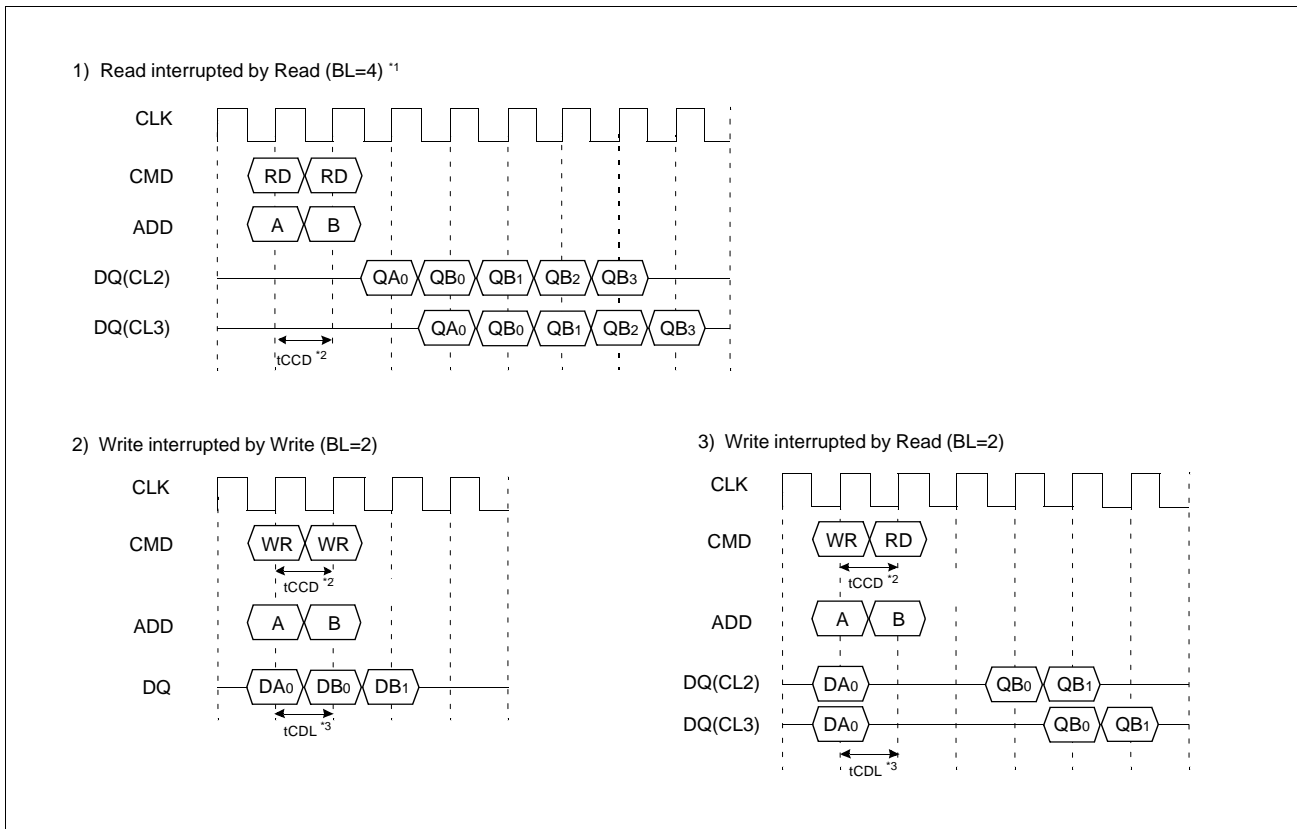 1) Read interrupted by Read (BL=4) *1
CLK
CMD RD RD
ADD A B
DQ(CL2) QA0 QB0 QB1 QB2 QB3
DQ(CL3) QA0 QB0 QB1 QB2 QB3
tCCD *2
2) Write interrupted by Write (BL=2)
CLK
CMD WR WR
tCCD *2
ADD A B
DQ DA0 DB0 DB1
tCDL *3
3) Write interrupted by Read (BL=2)
CLK
CMD WR RD
tCCD *2
ADD A B
DQ(CL2) DA0 QB0 QB1
DQ(CL3) DA0 QB0 QB1
tCDL *3